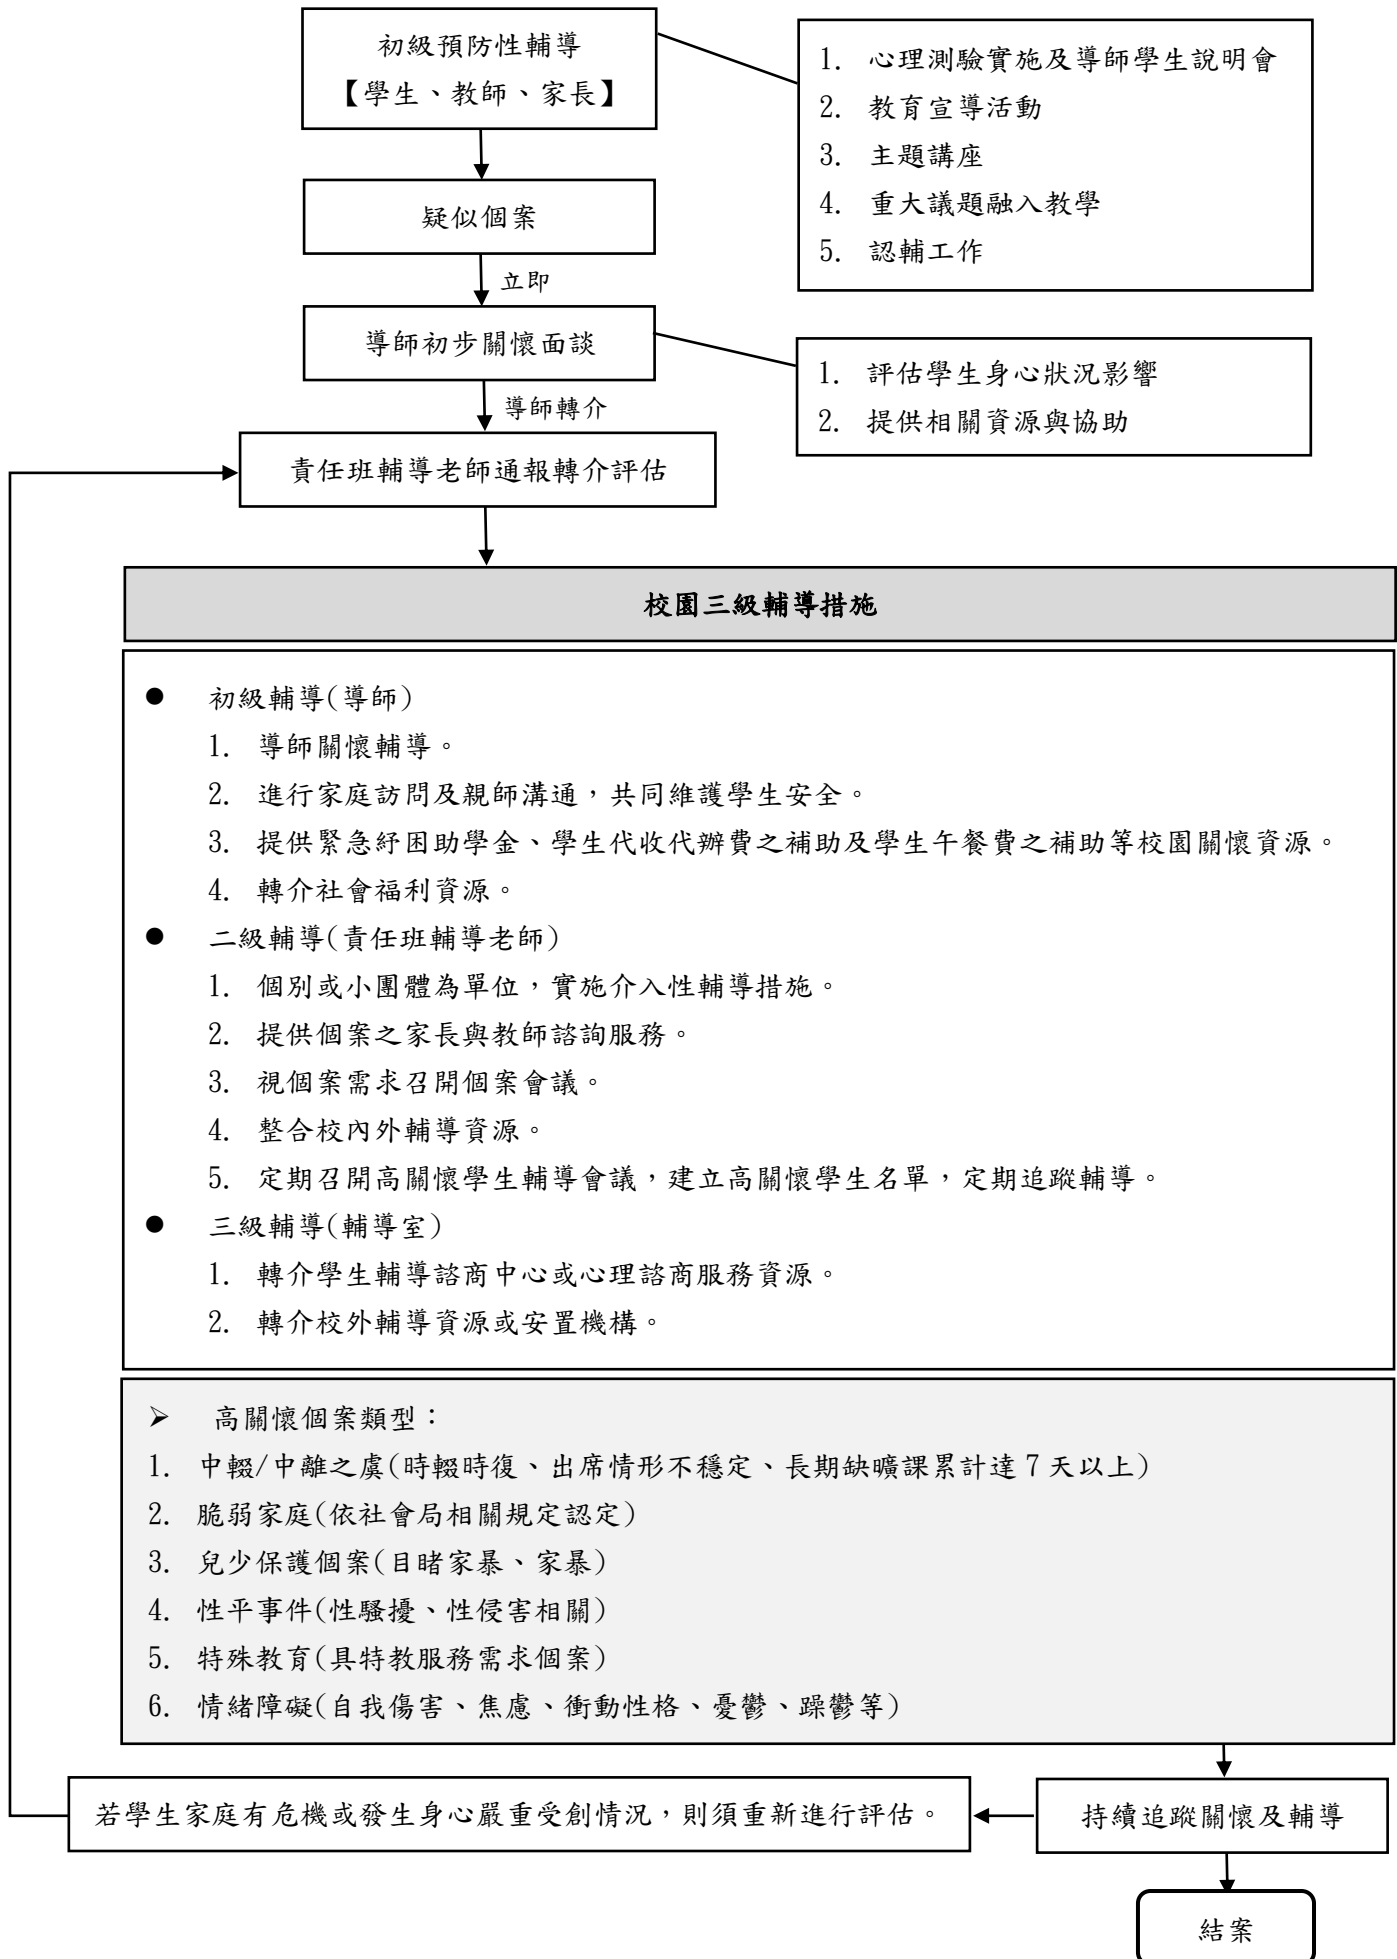 初級預防性輔導
【學生、教師、家長】
1. 心理測驗實施及導師學生說明會
2. 教育宣導活動
3. 主題講座
4. 重大議題融入教學
5. 認輔工作
疑似個案
立即
導師初步關懷面談
1. 評估學生身心狀況影響
2. 提供相關資源與協助
導師轉介
責任班輔導老師通報轉介評估
校園三級輔導措施
● 初級輔導(導師)
1. 導師關懷輔導。
2. 進行家庭訪問及親師溝通，共同維護學生安全。
3. 提供緊急紓困助學金、學生代收代辦費之補助及學生午餐費之補助等校園關懷資源。
4. 轉介社會福利資源。
● 二級輔導(責任班輔導老師)
1. 個別或小團體為單位，實施介入性輔導措施。
2. 提供個案之家長與教師諮詢服務。
3. 視個案需求召開個案會議。
4. 整合校內外輔導資源。
5. 定期召開高關懷學生輔導會議，建立高關懷學生名單，定期追蹤輔導。
● 三級輔導(輔導室)
1. 轉介學生輔導諮商中心或心理諮商服務資源。
2. 轉介校外輔導資源或安置機構。
➢ 高關懷個案類型：
1. 中輟/中離之虞(時輟時復、出席情形不穩定、長期缺曠課累計達 7 天以上)
2. 脆弱家庭(依社會局相關規定認定)
3. 兒少保護個案(目睹家暴、家暴)
4. 性平事件(性騷擾、性侵害相關)
5. 特殊教育(具特教服務需求個案)
6. 情緒障礙(自我傷害、焦慮、衝動性格、憂鬱、躁鬱等)
若學生家庭有危機或發生身心嚴重受創情況，則須重新進行評估。
持續追蹤關懷及輔導
結案